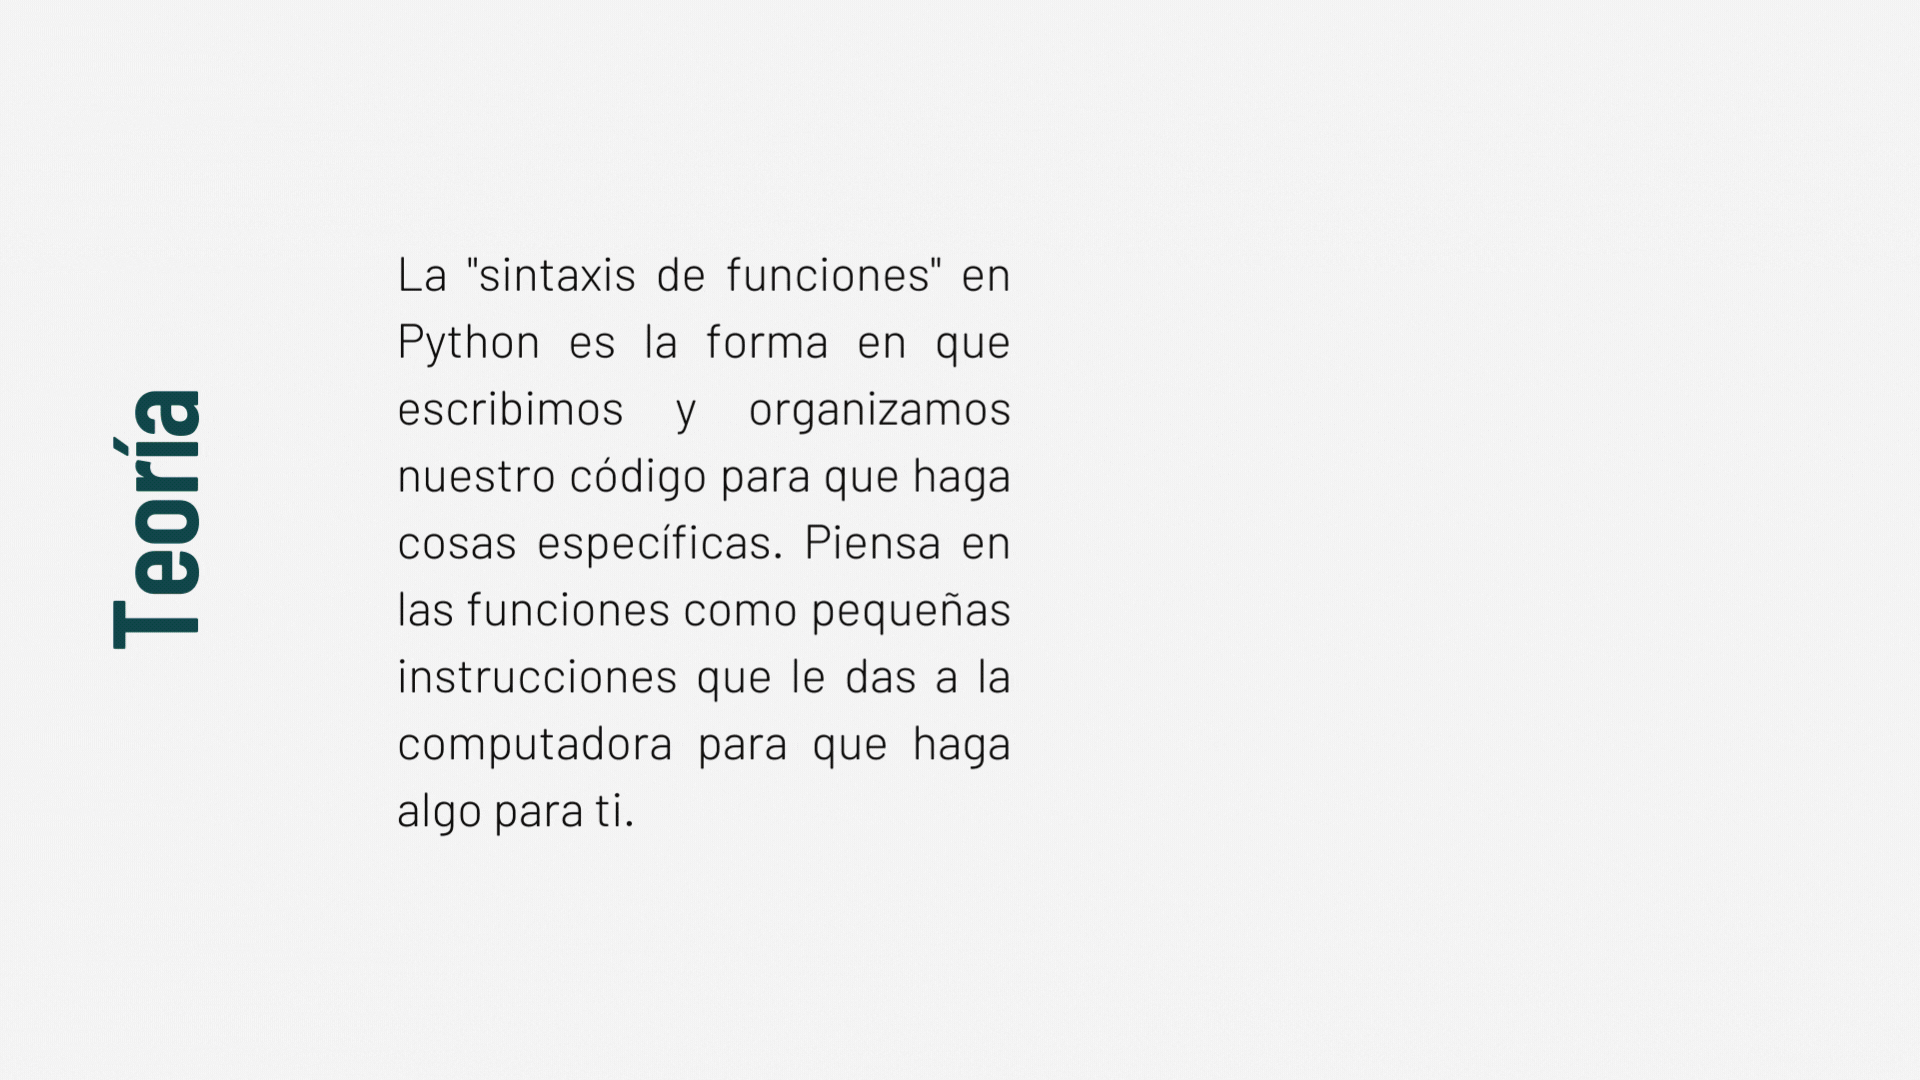 Teoría
La "sintaxis de funciones" en
Python es la forma en que
escribimos y organizamos
nuestro código para que haga
cosas específicas. Piensa en
las funciones como pequeñas
instrucciones que le das a la
computadora para que haga
algo para ti.